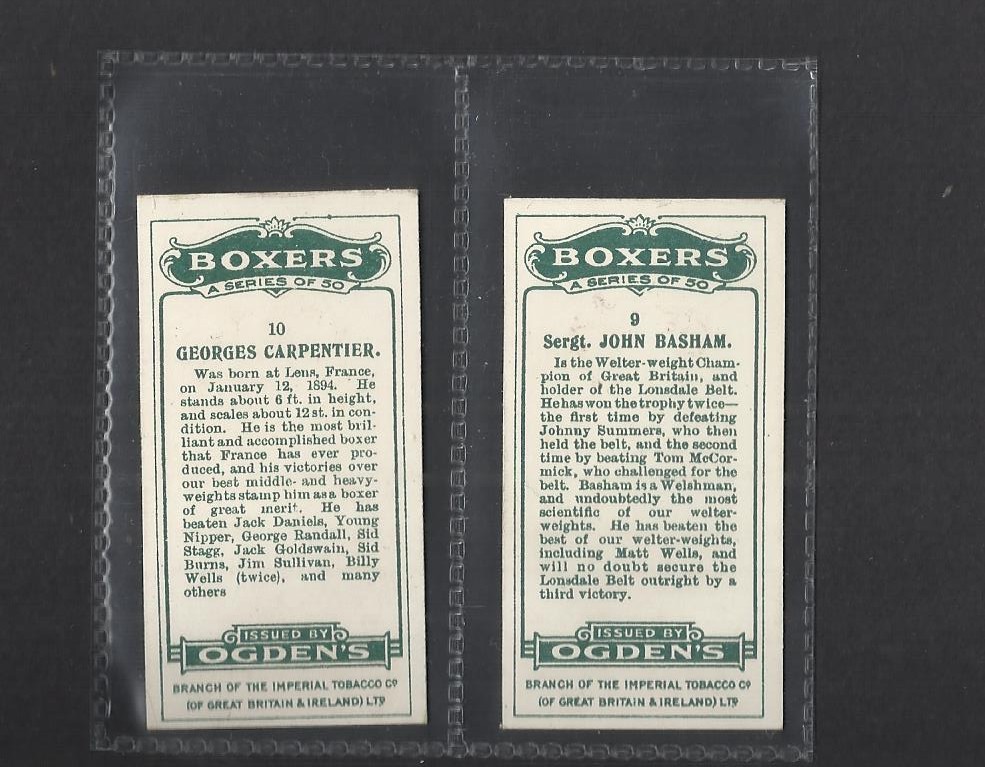 BOXERS
A SERIES OF 50
10
GEORGES CARPENTIER.
Was born at Lens, France,
on January 12, 1894. He
stands about 6 ft. in height,
and scales about 12 st. in con-
dition. He is the most bril-
liant and accomplished boxer
that France has ever pro-
duced, and his victories over
our best middle- and heavy-
weights stamp him as a boxer
of great merit. He has
beaten Jack Daniels, Young
Nipper, George Randall, Sid
Stagg, Jack Goldswain, Sid
Burns, Jim Sullivan, Billy
Wells (twice), and many
others
ISSUED BY
OGDEN'S
BRANCH OF THE IMPERIAL TOBACCO Co
(OF GREAT BRITAIN & IRELAND) LTD
BOXERS
A SERIES OF 50
9
Sergt. JOHN BASHAM.
Is the Welter-weight Cham-
pion of Great Britain, and
holder of the Lonsdale Belt.
He has won the trophy twice—
the first time by defeating
Johnny Summers, who then
held the belt, and the second
time by beating Tom McCor-
mick, who challenged for the
belt. Basham is a Welshman,
and undoubtedly the most
scientific of our welter-
weights. He has beaten the
best of our welter-weights,
including Matt Wells, and
will no doubt secure the
Lonsdale Belt outright by a
third victory.
ISSUED BY
OGDEN'S
BRANCH OF THE IMPERIAL TOBACCO Co
(OF GREAT BRITAIN & IRELAND) LTD